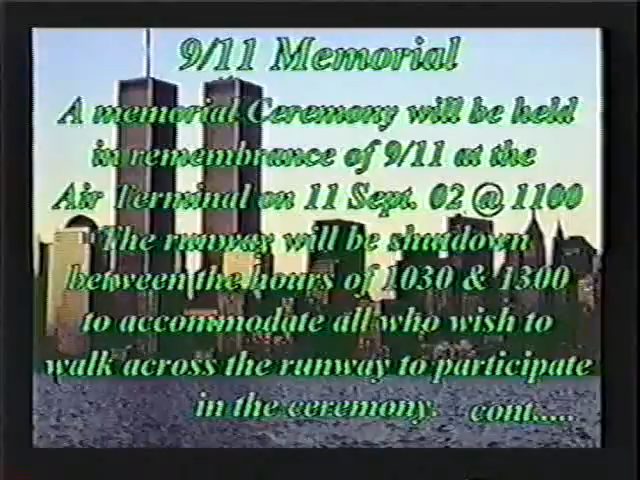 9/11 Memorial
A memorial Ceremony will be held
in remembrance of 9/11 at the
Air Terminal on 11 Sept. 02 @ 1100
The runway will be shutdown
between the hours of 1030 & 1300
to accommodate all who wish to
walk across the runway to participate
in the ceremony. cont.....